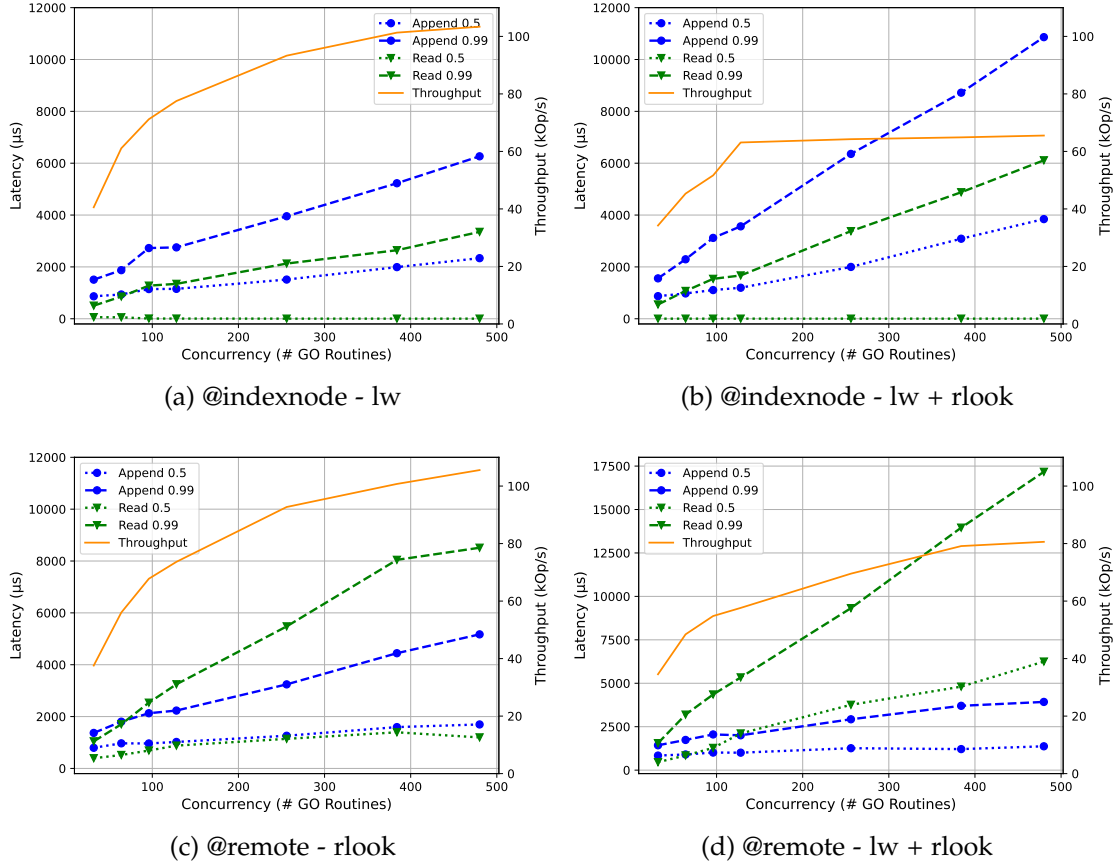 12000
10000
8000
6000
4000
2000
0
Latency (µs)
100
80
60
40
20
0
Throughput (kOp/s)
Append 0.5
Append 0.99
Read 0.5
Read 0.99
Throughput
100 200 300 400 500
Concurrency (# GO Routines)
(a) @indexnode - lw
12000
10000
8000
6000
4000
2000
0
Latency (µs)
100
80
60
40
20
0
Throughput (kOp/s)
Append 0.5
Append 0.99
Read 0.5
Read 0.99
Throughput
100 200 300 400 500
Concurrency (# GO Routines)
(b) @indexnode - lw + rlook
12000
10000
8000
6000
4000
2000
0
Latency (µs)
100
80
60
40
20
0
Throughput (kOp/s)
Append 0.5
Append 0.99
Read 0.5
Read 0.99
Throughput
100 200 300 400 500
Concurrency (# GO Routines)
(c) @remote - rlook
17500
15000
12500
10000
7500
5000
2500
0
Latency (µs)
100
80
60
40
20
0
Throughput (kOp/s)
Append 0.5
Append 0.99
Read 0.5
Read 0.99
Throughput
100 200 300 400 500
Concurrency (# GO Routines)
(d) @remote - lw + rlook